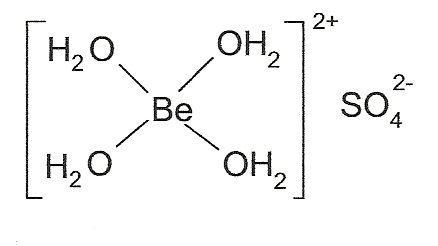 H₂O OH₂ 2+
Be SO₄²⁻
H₂O OH₂